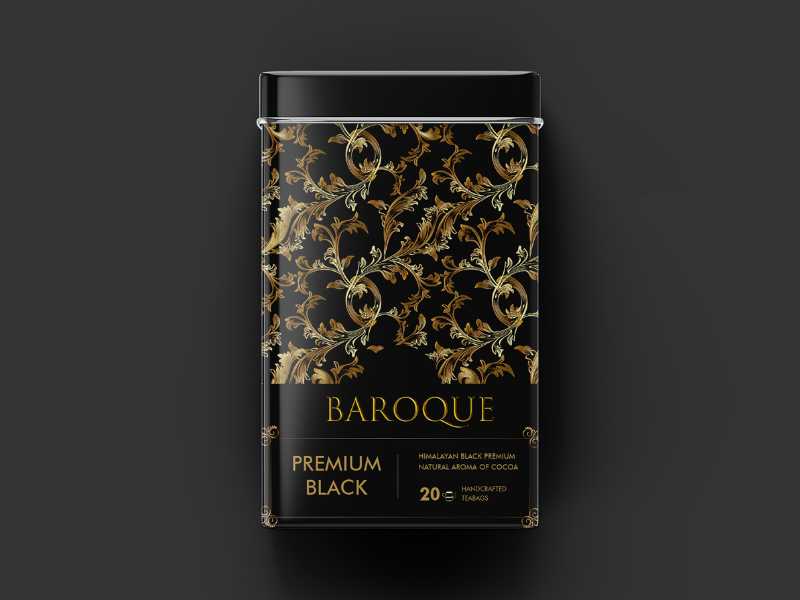 BAROQUE
PREMIUM
BLACK
HIMALAYAN BLACK PREMIUM
NATURAL AROMA OF COCOA
20
HANDCRAFTED
TEABAGS